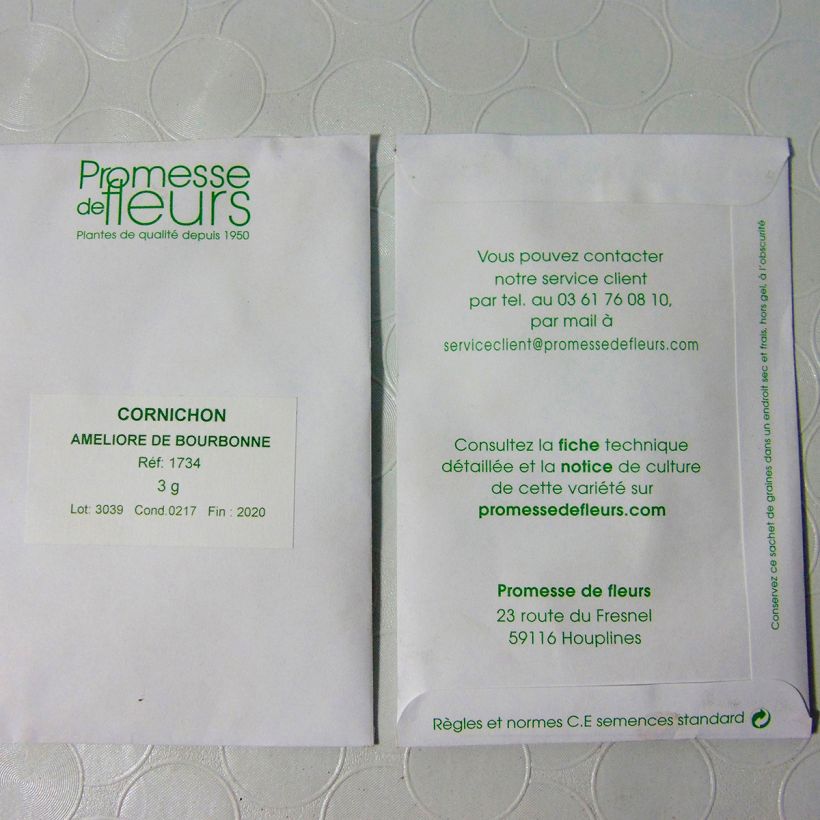 Promesse
de fleurs
Plantes de qualité depuis 1950
CORNICHON
AMELIORE DE BOURBONNE
Réf: 1734
3 g
Lot: 3039 Cond.0217 Fin : 2020
Vous pouvez contacter
notre service client
par tel. au 03 61 76 08 10,
par mail à
serviceclient@promessedefleurs.com
Consultez la fiche technique
détaillée et la notice de culture
de cette variété sur
promessedefleurs.com
Promesse de fleurs
23 route du Fresnel
59116 Houplines
Règles et normes C.E semences standard
Conservez ce sachet de graines dans un endroit sec et frais, hors gel, à l'obscurité